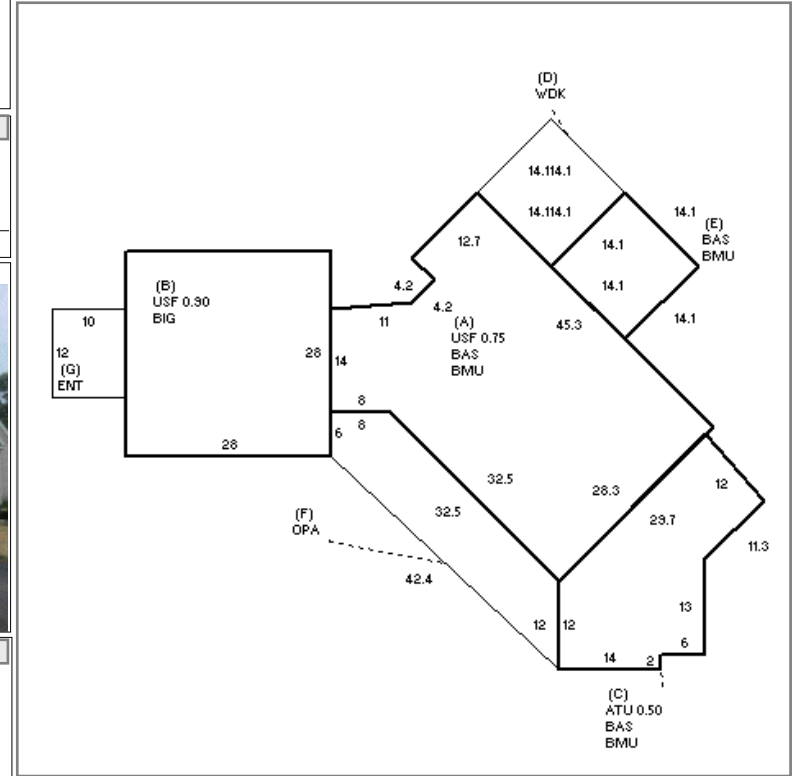 (D)
WDK
14.114.1
14.114.1
14.1
(E)
BAS
BMU
12.7
14.1
14.1
14.1
4.2
4.2
(B)
USF 0.90
BIG
10
12
(G)
ENT
11
(A)
USF 0.75
BAS
BMU
45.3
28
14
8
8
6
28
32.5
32.5
28.3
12
29.7
11.3
(F)
OPA
42.4
13
12
12
6
14
2
(C)
ATU 0.50
BAS
BMU